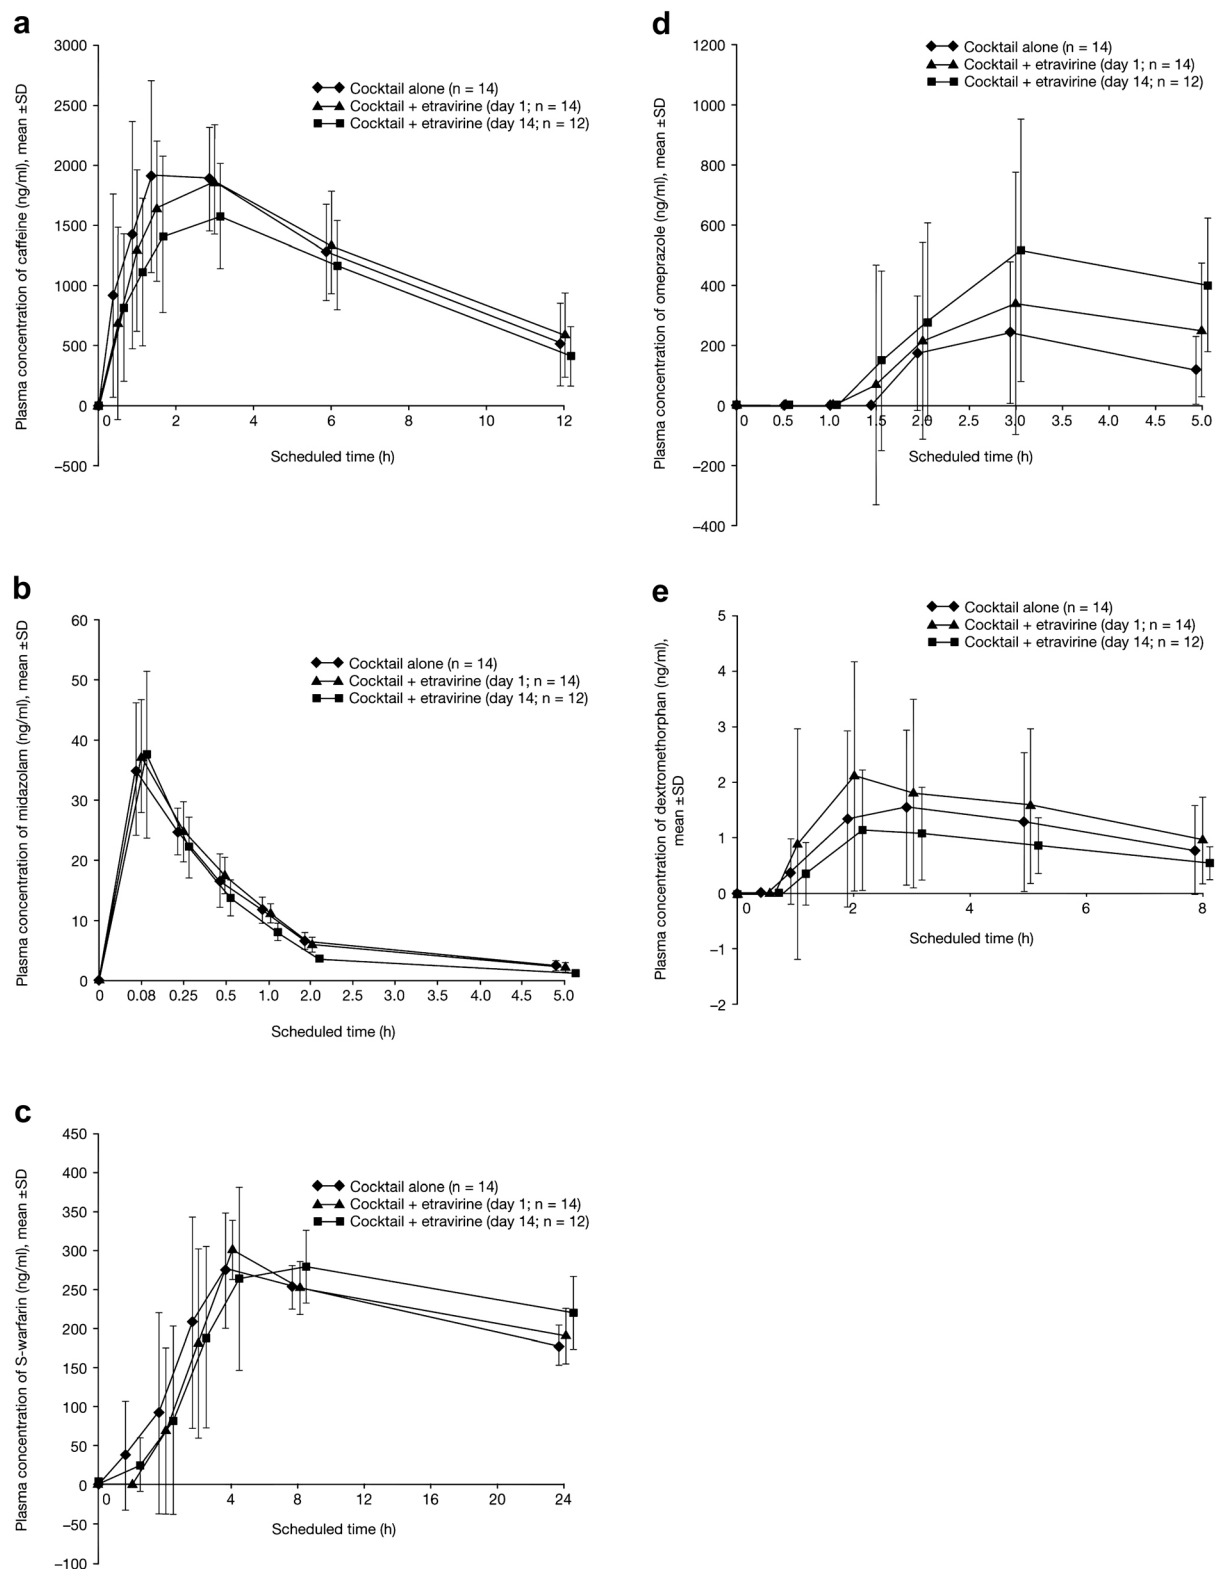 a
Plasma concentration of caffeine (ng/ml), mean ±SD
3000
2500
2000
1500
1000
500
0
−500
0 2 4 6 8 10 12
Scheduled time (h)
Cocktail alone (n = 14)
Cocktail + etravirine (day 1; n = 14)
Cocktail + etravirine (day 14; n = 12)
b
Plasma concentration of midazolam (ng/ml), mean ±SD
60
50
40
30
20
10
0
0 0.08 0.25 0.5 1.0 2.0 2.5 3.0 3.5 4.0 4.5 5.0
Scheduled time (h)
Cocktail alone (n = 14)
Cocktail + etravirine (day 1; n = 14)
Cocktail + etravirine (day 14; n = 12)
c
Plasma concentration of S-warfarin (ng/ml), mean ±SD
450
400
350
300
250
200
150
100
50
0
−50
−100
0 4 8 12 16 20 24
Scheduled time (h)
Cocktail alone (n = 14)
Cocktail + etravirine (day 1; n = 14)
Cocktail + etravirine (day 14; n = 12)
d
Plasma concentration of omeprazole (ng/ml), mean ±SD
1200
1000
800
600
400
200
0
−200
−400
0 0.5 1.0 1.5 2.0 2.5 3.0 3.5 4.0 4.5 5.0
Scheduled time (h)
Cocktail alone (n = 14)
Cocktail + etravirine (day 1; n = 14)
Cocktail + etravirine (day 14; n = 12)
e
Plasma concentration of dextromethorphan (ng/ml),
mean ±SD
5
4
3
2
1
0
−1
−2
0 2 4 6 8
Scheduled time (h)
Cocktail alone (n = 14)
Cocktail + etravirine (day 1; n = 14)
Cocktail + etravirine (day 14; n = 12)